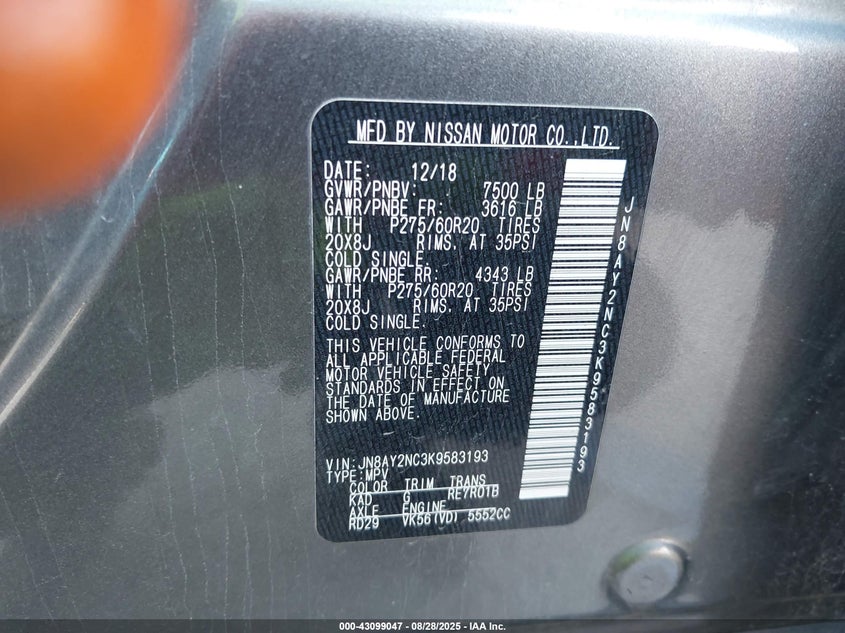 MFD BY NISSAN MOTOR CO.,LTD.
DATE: 12/18
GVWR/PNBV: 7500 LB
GAWR/PNBE FR: 3616 LB
WITH P275/60R20 TIRES
20X8J RIMS. AT 35PSI
COLD SINGLE.
GAWR/PNBE RR: 4343 LB
WITH P275/60R20 TIRES
20X8J RIMS. AT 35PSI
COLD SINGLE.
THIS VEHICLE CONFORMS TO
ALL APPLICABLE FEDERAL
MOTOR VEHICLE SAFETY
STANDARDS IN EFFECT ON
THE DATE OF MANUFACTURE
SHOWN ABOVE.
VIN:JN8AY2NC3K9583193
TYPE:MPV
COLOR TRIM TRANS
KAD G RE7R01B
AXLE ENGINE
RD29 VK56(VD) 5552CC
JN8AY2NC3K9583193
000-43099047 - 08/28/2025 - IAA Inc.